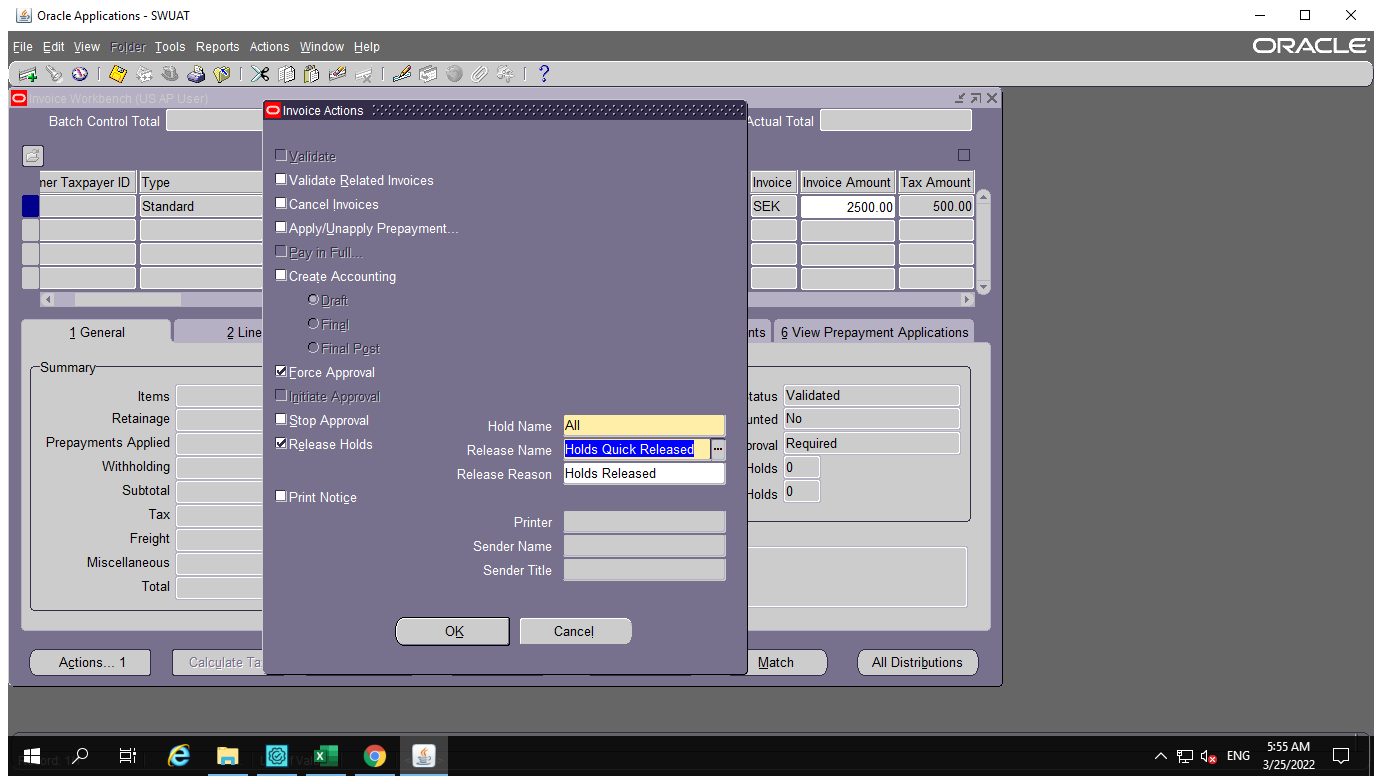 Oracle Applications - SWUAT
File Edit View Folder Tools Reports Actions Window Help
ORACLE
Invoice Workbench (US AP User)
Batch Control Total
Actual Total
Invoice Actions
Validate
Validate Related Invoices
Cancel Invoices
Apply/Unapply Prepayment...
Pay in Full...
Create Accounting
Draft
Final
Final Post
Force Approval
Initiate Approval
Stop Approval
Release Holds
Hold Name All
Release Name Holds Quick Released ...
Release Reason Holds Released
Print Notice
Printer
Sender Name
Sender Title
OK Cancel
ner Taxpayer ID Type Invoice Invoice Amount Tax Amount
Standard SEK 2500.00 500.00
1 General 2 Line nts 6 View Prepayment Applications
Summary
Items
Retainage
Prepayments Applied
Withholding
Subtotal
Tax
Freight
Miscellaneous
Total
tatus Validated
unted No
proval Required
Holds 0
Holds 0
Actions... 1 Calculate Ta Match All Distributions
ENG
5:55 AM
3/25/2022